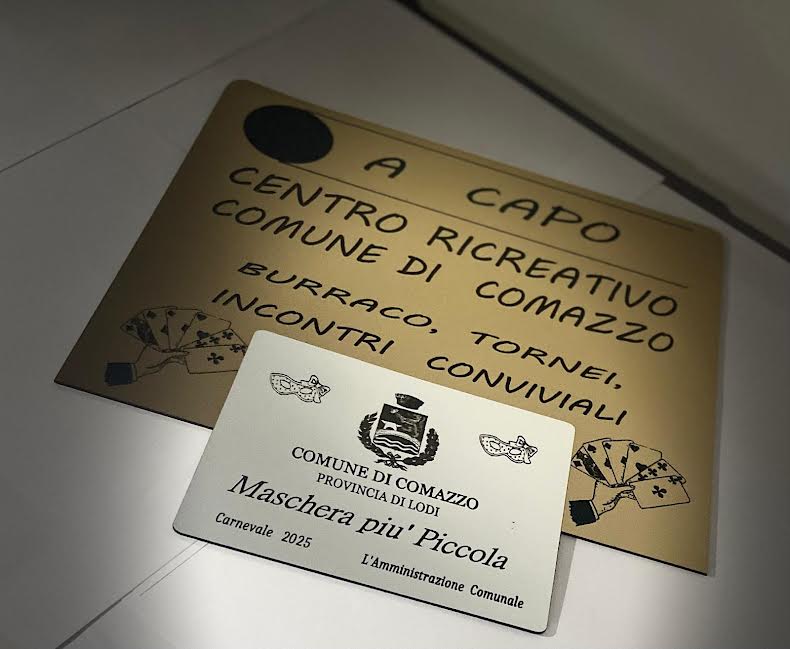 A CAPO
CENTRO RICREATIVO
COMUNE DI COMAZZO
BURRACO, TORNEI,
INCONTRI CONVIVIALI
COMUNE DI COMAZZO
PROVINCIA DI LODI
Maschera piu' Piccola
Carnevale 2025
L'Amministrazione Comunale